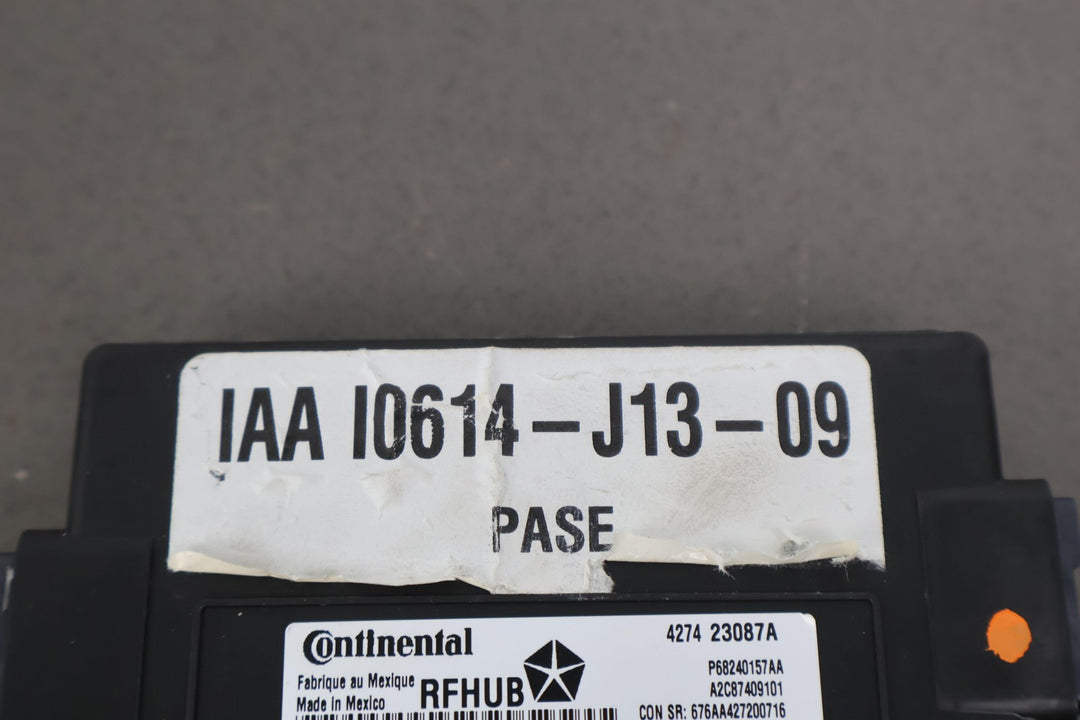 IAA I0614-J13-09
PASE
Continental
4274 23087A
Fabrique au Mexique
Made in Mexico
RFHUB
P68240157AA
A2C87409101
CON SR: 676AA427200716